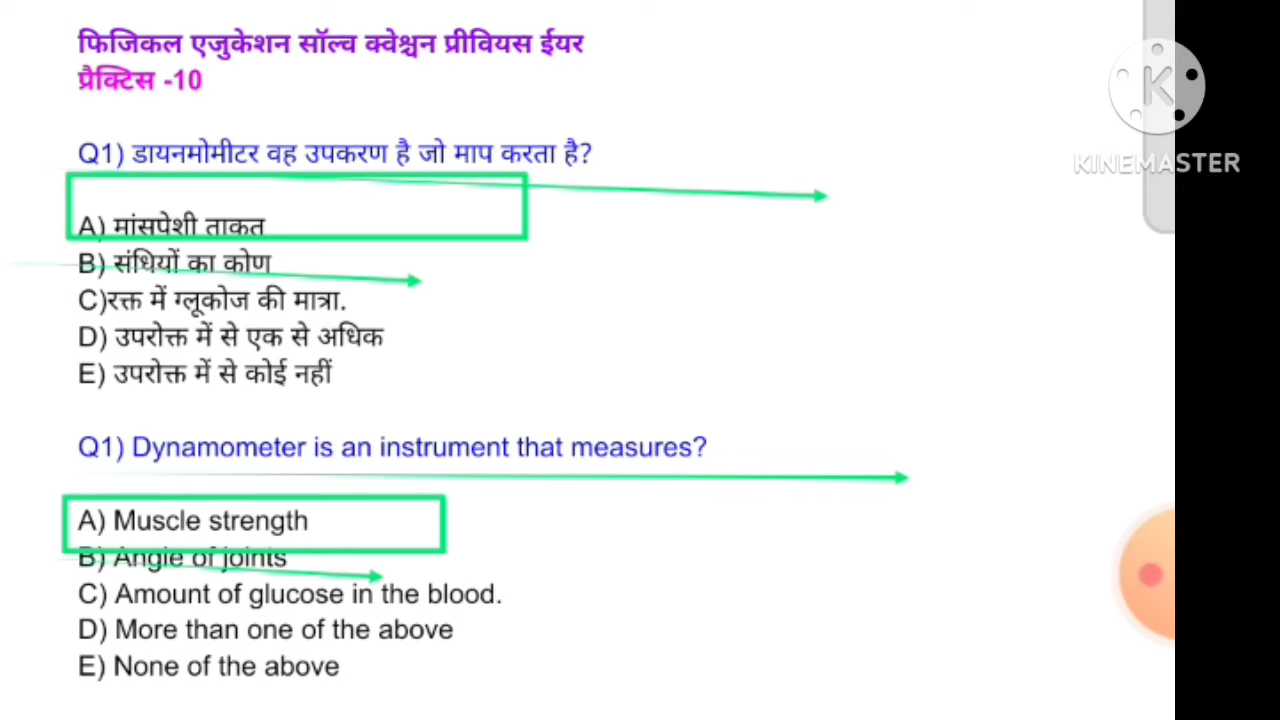 फिजिकल एजुकेशन सॉल्व क्वेश्चन प्रीवियस ईयर
प्रैक्टिस -10
Q1) डायनमोमीटर वह उपकरण है जो माप करता है?
A) मांसपेशी ताकत
B) संधियों का कोण
C)रक्त में ग्लूकोज की मात्रा.
D) उपरोक्त में से एक से अधिक
E) उपरोक्त में से कोई नहीं
Q1) Dynamometer is an instrument that measures?
A) Muscle strength
B) Angle of joints
C) Amount of glucose in the blood.
D) More than one of the above
E) None of the above
K
KINEMASTER